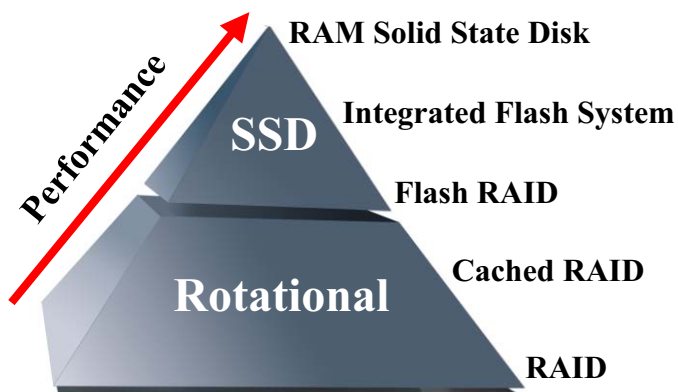 RAM Solid State Disk
Performance
Integrated Flash System
SSD
Flash RAID
Cached RAID
Rotational
RAID